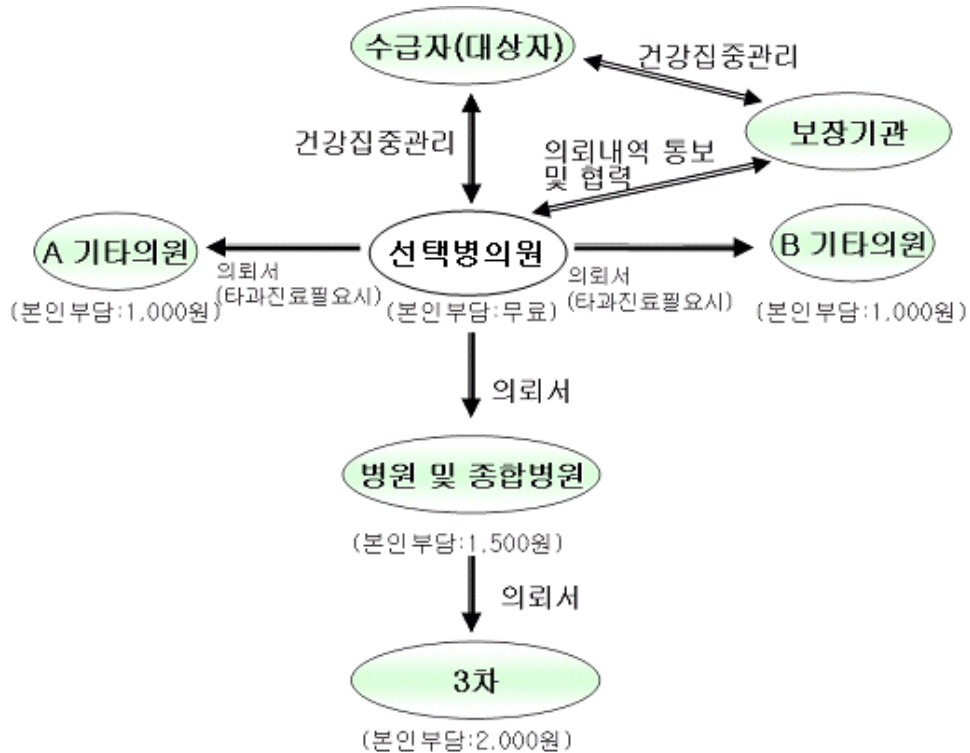 수급자(대상자)
건강집중관리
보장기관
건강집중관리
의뢰내역 통보
및 협력
A 기타의원
선택병의원
B 기타의원
의뢰서
(타과진료필요시)
의뢰서
(타과진료필요시)
(본인부담:1,000원)
(본인부담:무료)
(본인부담:1,000원)
의뢰서
병원 및 종합병원
(본인부담:1,500원)
의뢰서
3차
(본인부담:2,000원)